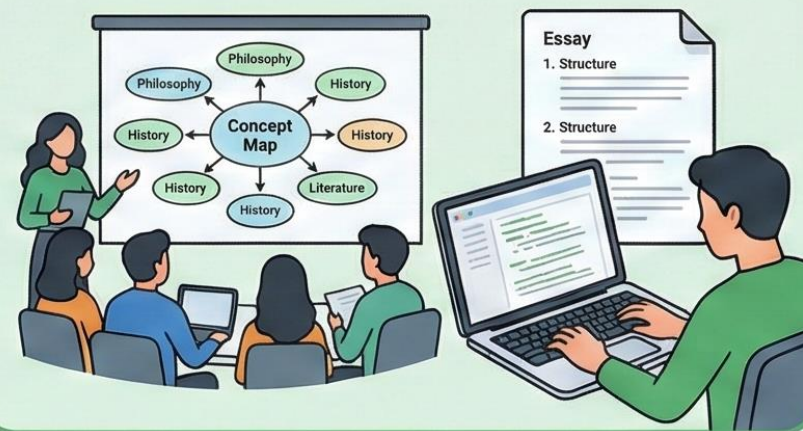 Philosophy
Philosophy
History
History
Concept
Map
History
History
Literature
History
Essay
1. Structure
2. Structure